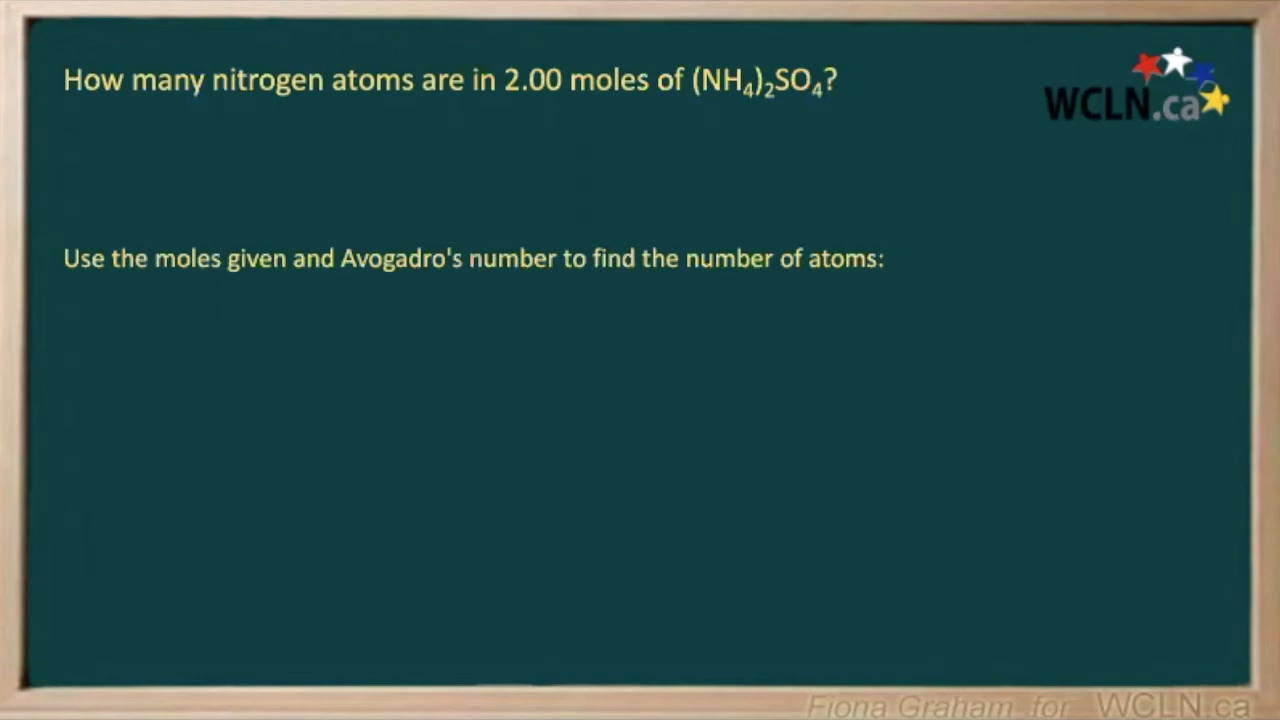 How many nitrogen atoms are in 2.00 moles of (NH₄)₂SO₄?
WCLN.ca
Use the moles given and Avogadro's number to find the number of atoms:
Fiona Graham for WCLN.ca